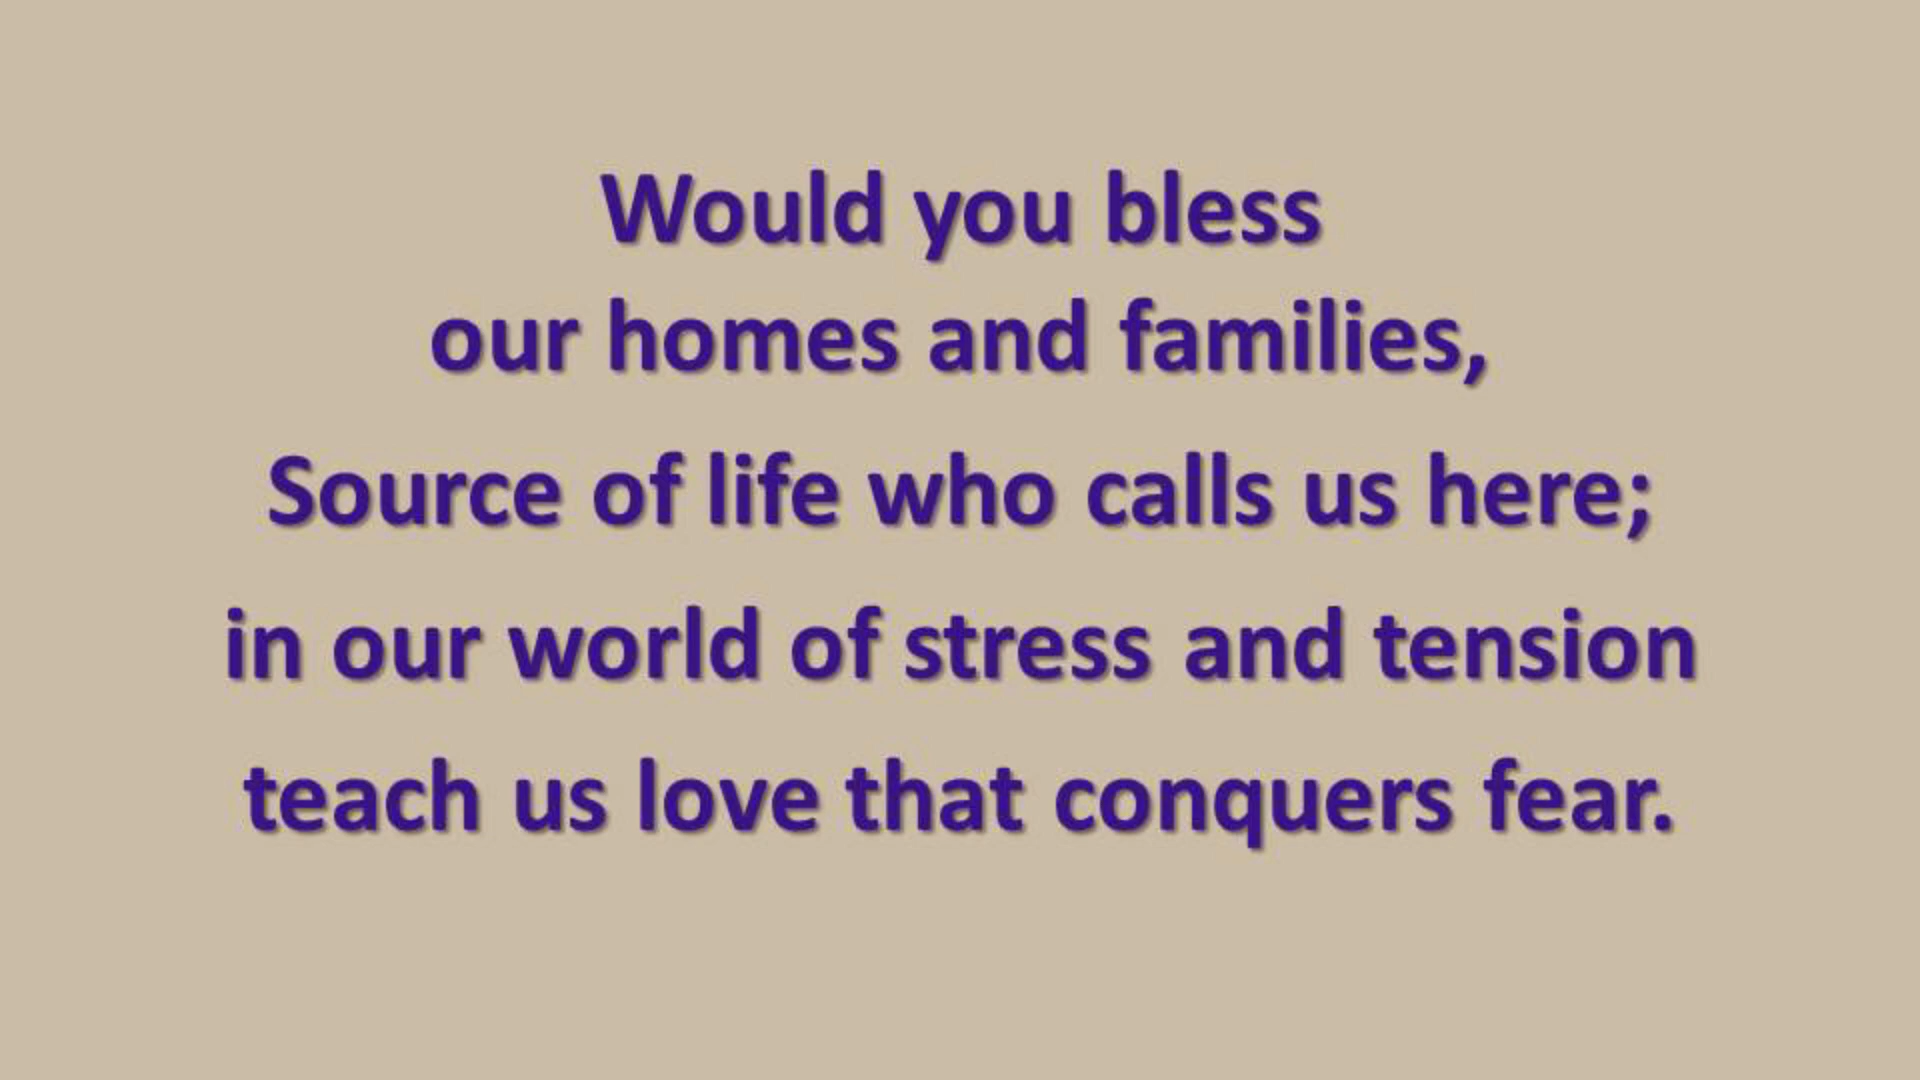 Would you bless
our homes and families,
Source of life who calls us here;
in our world of stress and tension
teach us love that conquers fear.